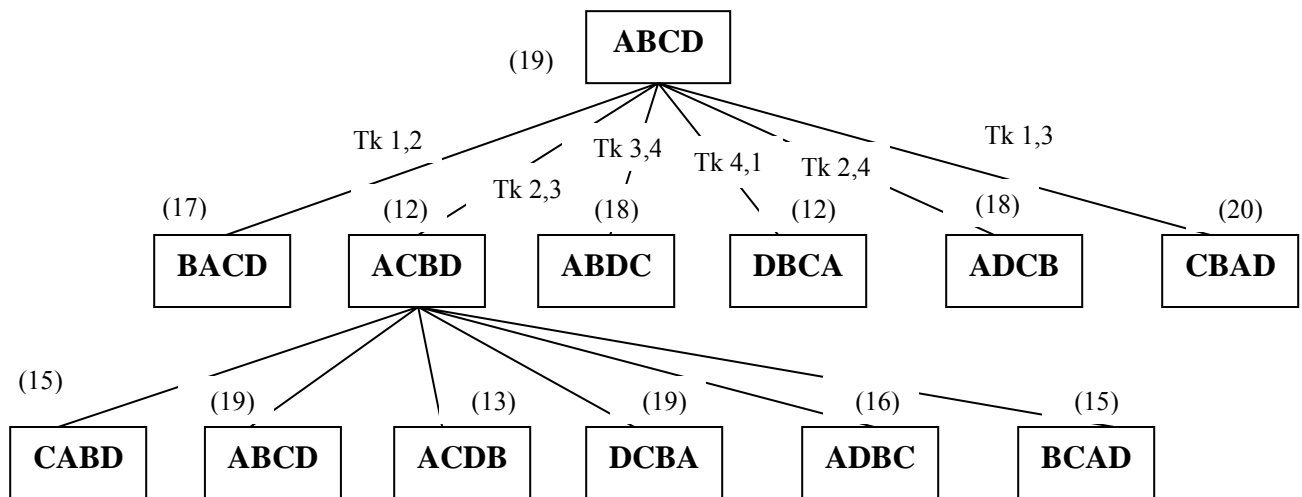 ABCD
(19)
Tk 1,2
Tk 2,3
Tk 3,4
Tk 4,1
Tk 2,4
Tk 1,3
(17)
(12)
(18)
(12)
(18)
(20)
BACD
ACBD
ABDC
DBCA
ADCB
CBAD
(15)
(19)
(13)
(19)
(16)
(15)
CABD
ABCD
ACDB
DCBA
ADBC
BCAD